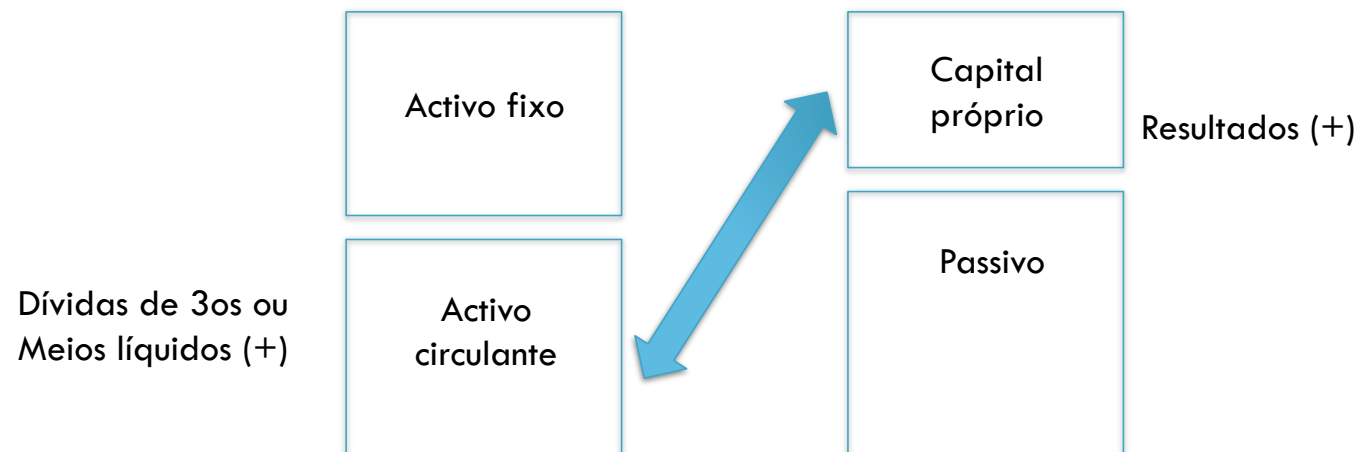 Activo fixo
Capital
próprio
Resultados (+)
Dívidas de 3os ou
Meios líquidos (+)
Activo
circulante
Passivo